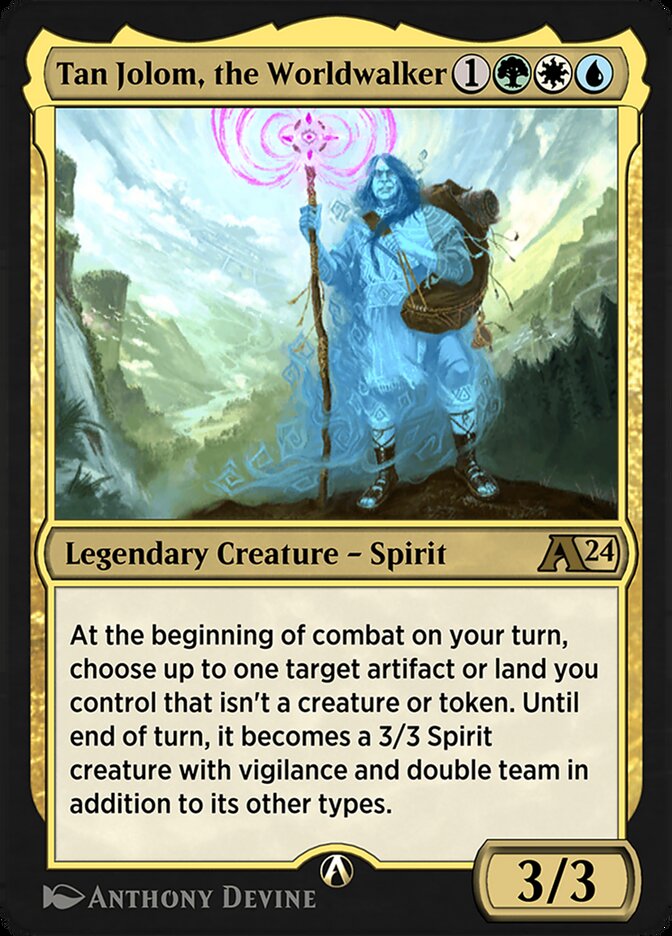 Tan Jolom, the Worldwalker 1
Legendary Creature – Spirit A24
At the beginning of combat on your turn,
choose up to one target artifact or land you
control that isn't a creature or token. Until
end of turn, it becomes a 3/3 Spirit
creature with vigilance and double team in
addition to its other types.
3/3
Anthony Devine